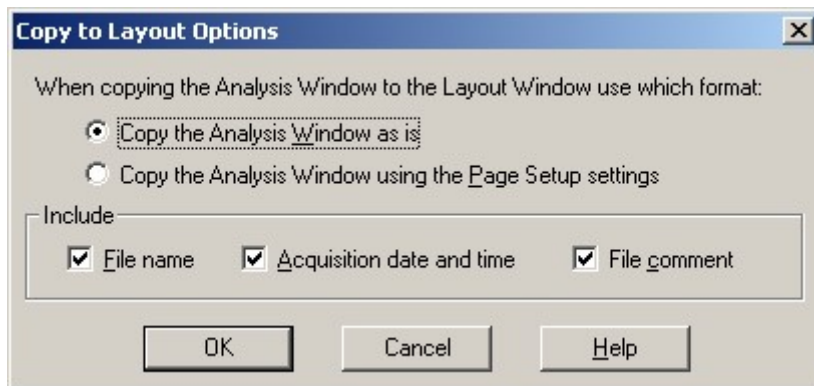 Copy to Layout Options
When copying the Analysis Window to the Layout Window use which format:
Copy the Analysis Window as is
Copy the Analysis Window using the Page Setup settings
Include
File name Acquisition date and time File comment
OK Cancel Help